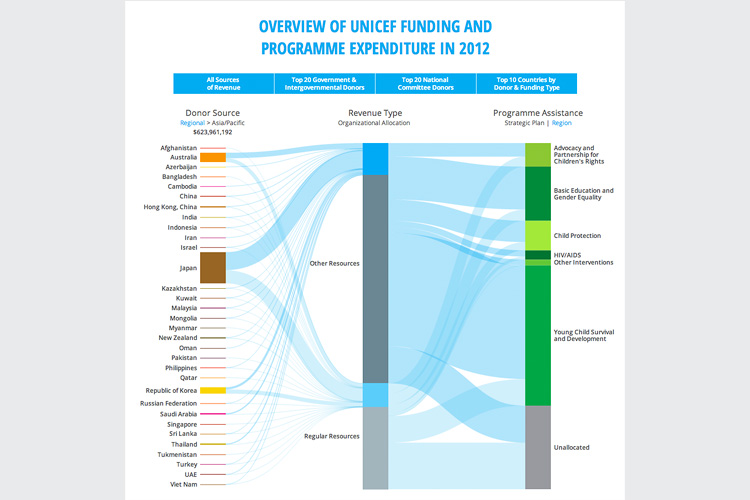 OVERVIEW OF UNICEF FUNDING AND
PROGRAMME EXPENDITURE IN 2012
All Sources
of Revenue
Top 20 Government &
Intergovernmental Donors
Top 20 National
Committee Donors
Top 10 Countries by
Donor & Funding Type
Donor Source
Regional > Asia/Pacific
$623,961,192
Revenue Type
Organizational Allocation
Programme Assistance
Strategic Plan | Region
Afghanistan
Australia
Azerbaijan
Bangladesh
Cambodia
China
Hong Kong, China
India
Indonesia
Iran
Israel
Japan
Kazakhstan
Kuwait
Malaysia
Mongolia
Myanmar
New Zealand
Oman
Pakistan
Philippines
Qatar
Republic of Korea
Russian Federation
Saudi Arabia
Singapore
Sri Lanka
Thailand
Tukmenistan
Turkey
UAE
Viet Nam
Other Resources
Regular Resources
Advocacy and
Partnership for
Children's Rights
Basic Education and
Gender Equality
Child Protection
HIV/AIDS
Other Interventions
Young Child Survival
and Development
Unallocated